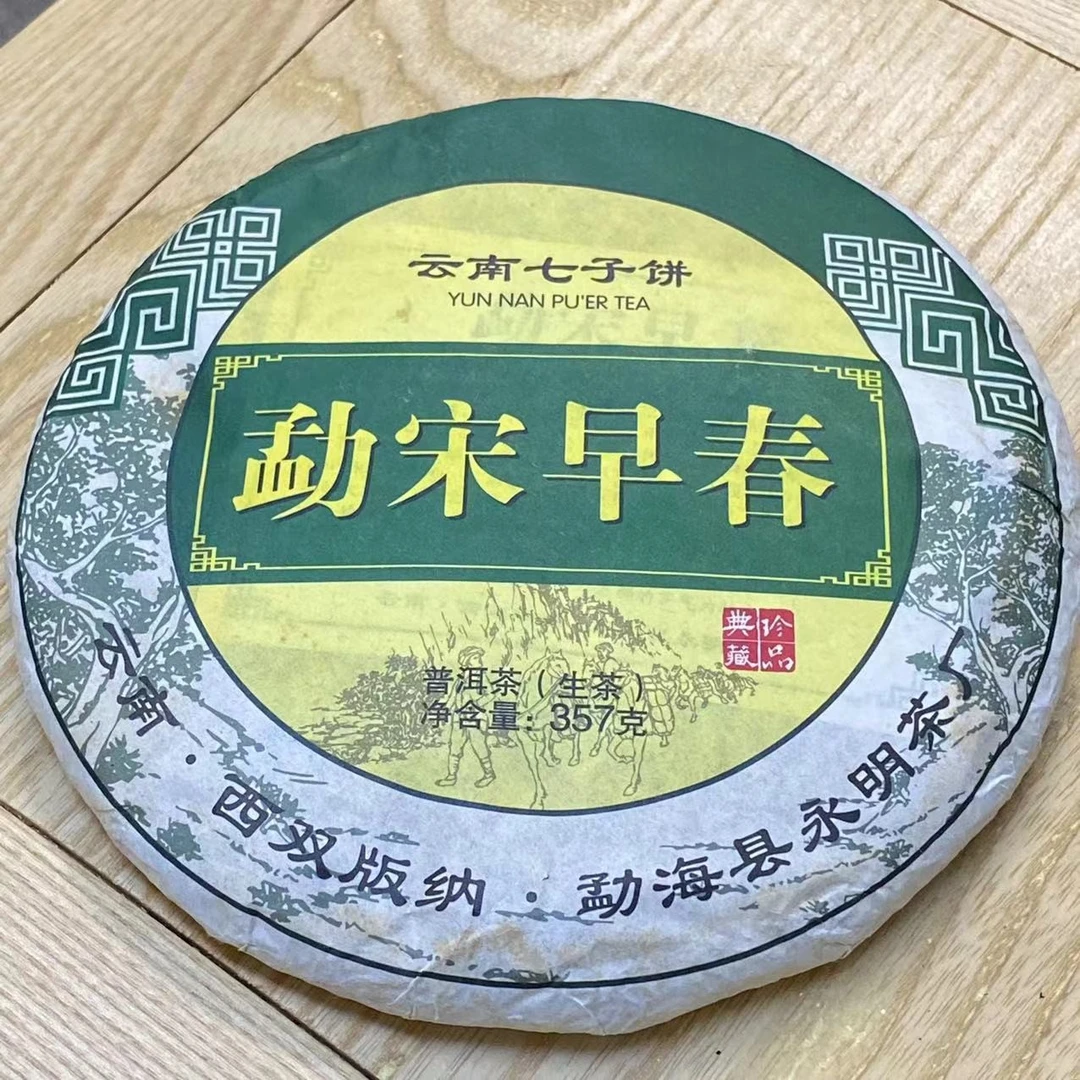 云南七子饼
YUN NAN PU'ER TEA
勐宋早春
珍品
典藏
普洱茶（生茶）
净含量：357克
云南·西双版纳·勐海县永明茶厂